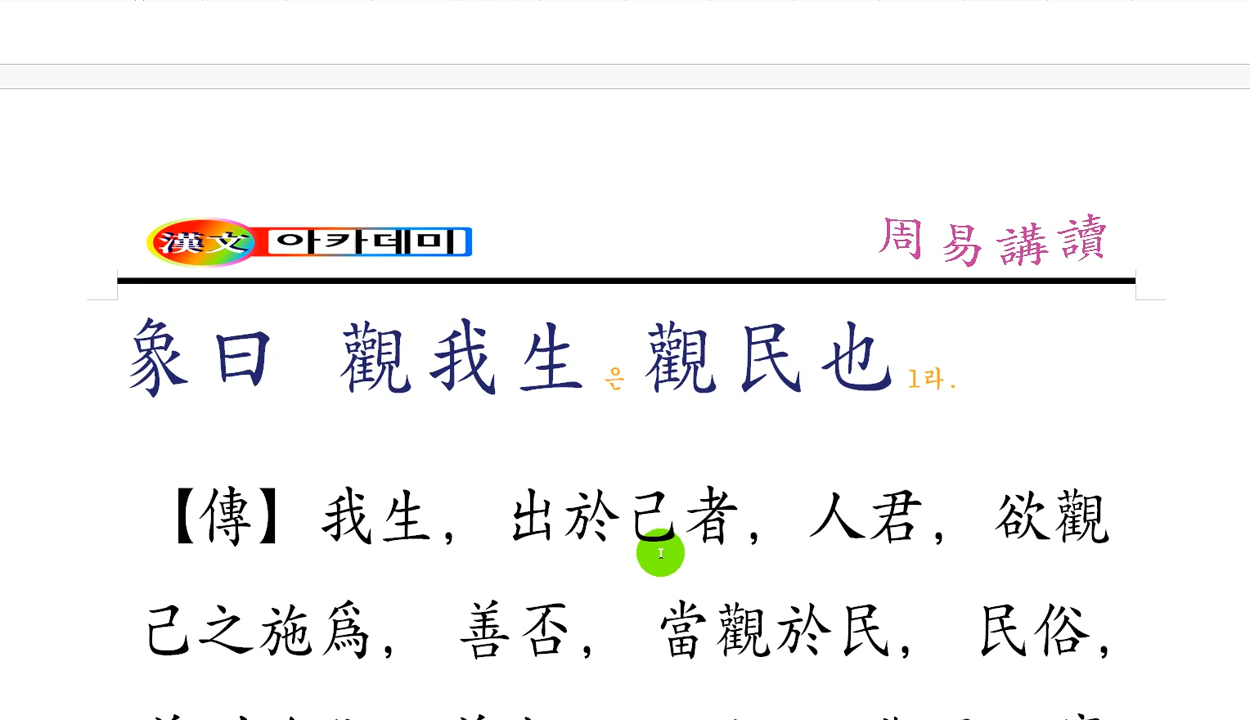 漢文 아카데미
周易講讀
象曰 觀我生은 觀民也ㅣ라.
【傳】 我生, 出於己者, 人君, 欲觀
己之施爲, 善否, 當觀於民, 民俗,